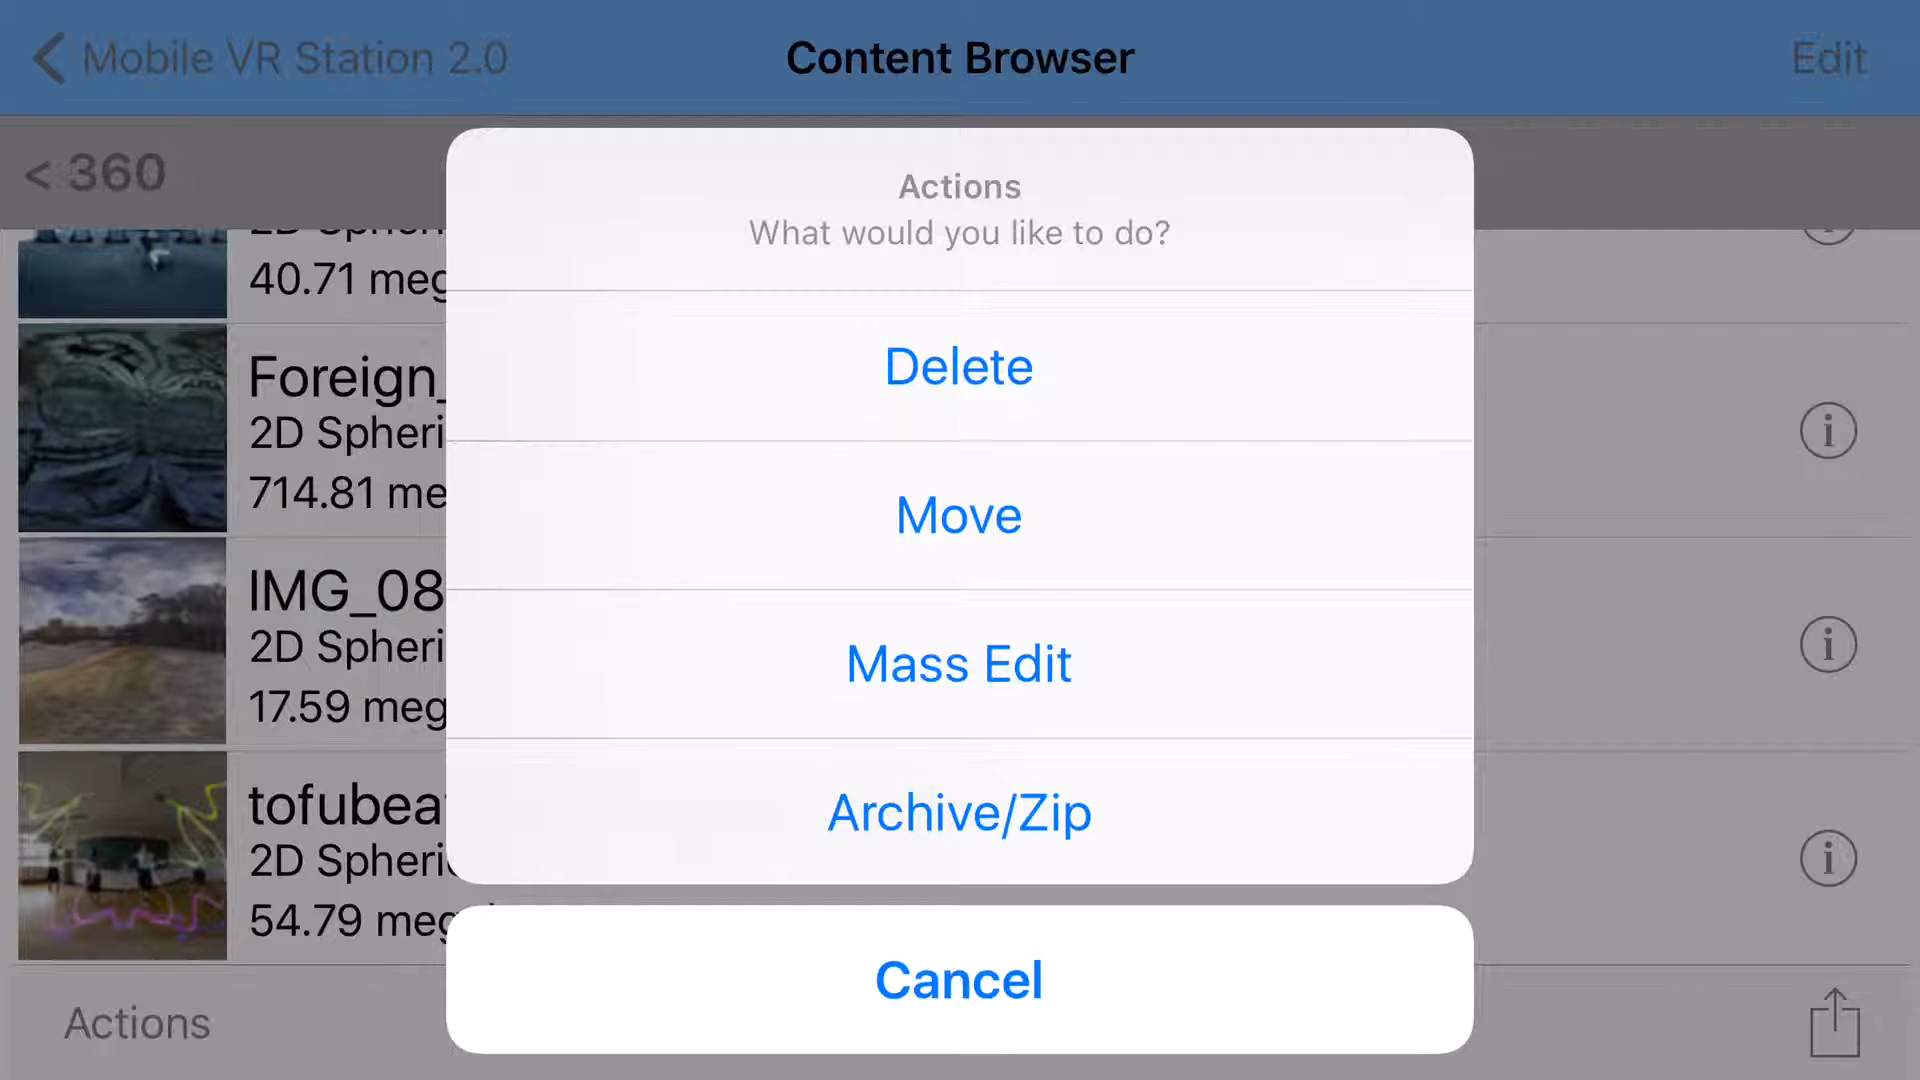 Mobile VR Station 2.0
Content Browser
Edit
< 360
Actions
What would you like to do?
40.71 meg
Delete
Foreign_
2D Spheri
714.81 me
Move
IMG_08
2D Spheri
17.59 meg
Mass Edit
tofubea
2D Spheri
54.79 meg
Archive/Zip
Cancel
Actions